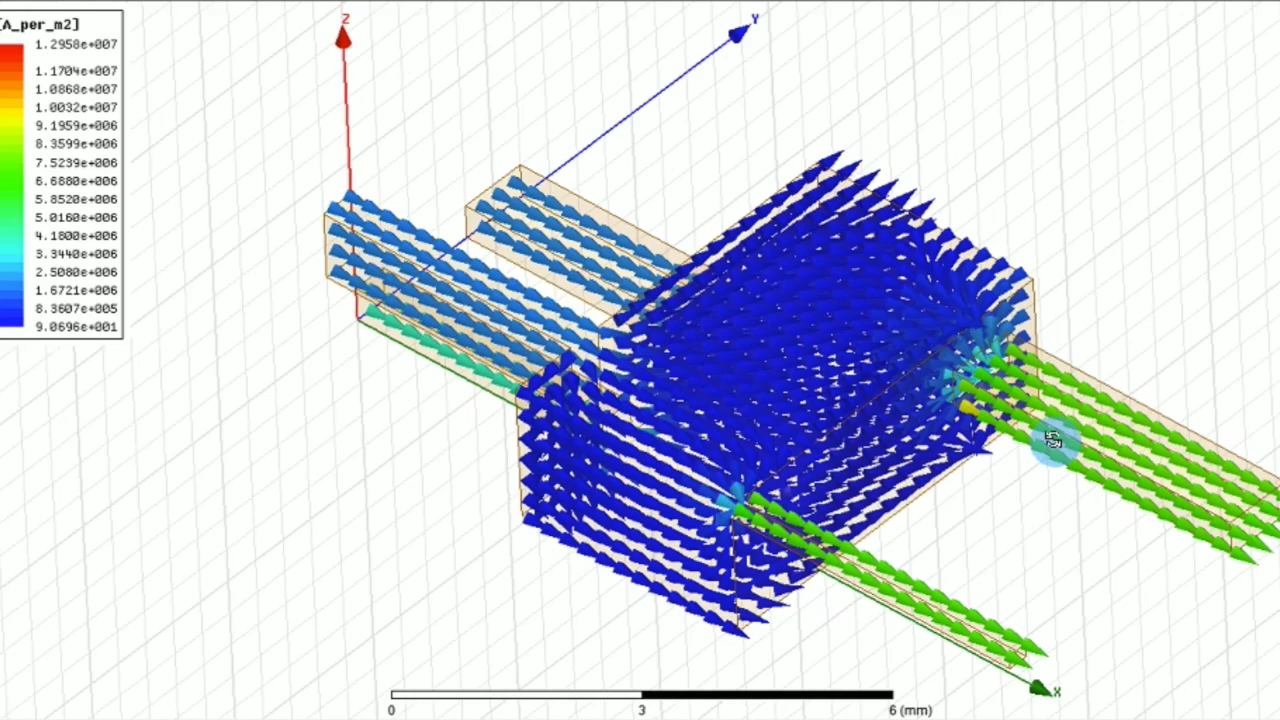 [A_per_m2]
1.2958e+007
1.1704e+007
1.0868e+007
1.0032e+007
9.1959e+006
8.3599e+006
7.5239e+006
6.6880e+006
5.8520e+006
5.0160e+006
4.1800e+006
3.3440e+006
2.5080e+006
1.6721e+006
8.3607e+005
9.0696e+001
Z
Y
X
0
3
6 (mm)